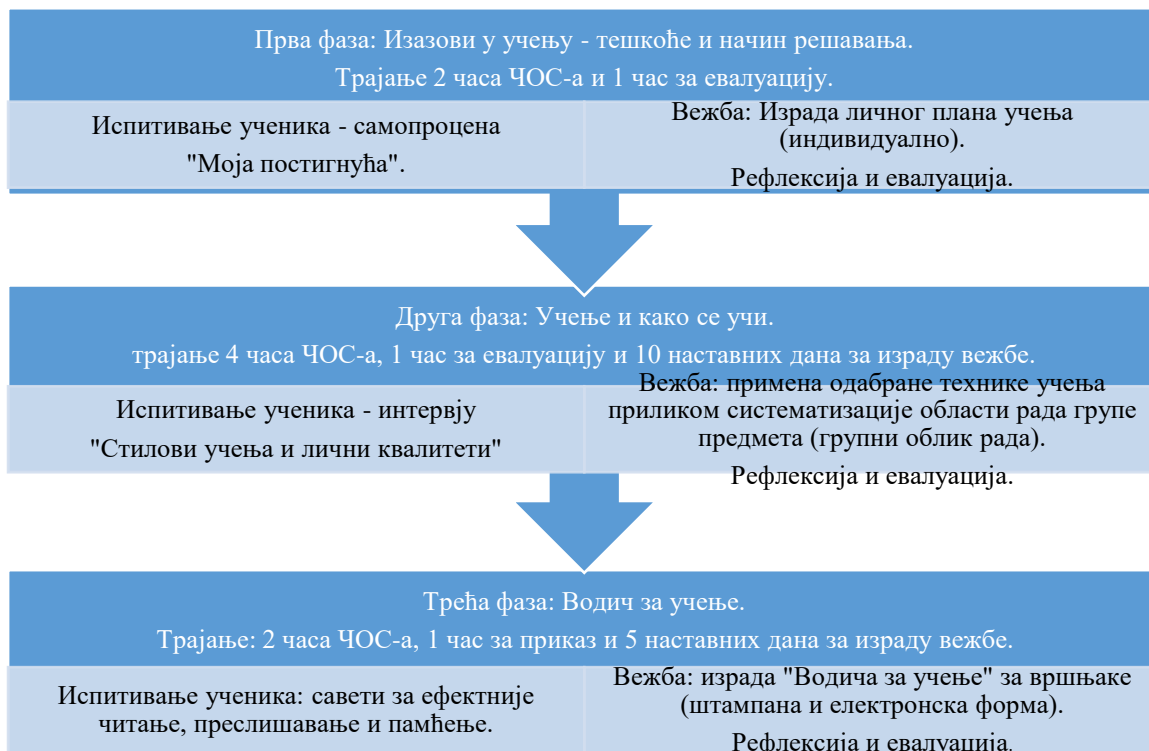 Прва фаза: Изазови у учењу - тешкоће и начин решавања.
Трајање 2 часа ЧОС-а и 1 час за евалуацију.
Испитивање ученика - самопроцена
"Моја постигнућа".
Вежба: Израда личног плана учења
(индивидуално).
Рефлексија и евалуација.
Друга фаза: Учење и како се учи.
трајање 4 часа ЧОС-а, 1 час за евалуацију и 10 наставних дана за израду вежбе.
Испитивање ученика - интервју
"Стилови учења и лични квалитети"
Вежба: примена одабране технике учења
приликом систематизације области рада групе
предмета (групни облик рада).
Рефлексија и евалуација.
Трећа фаза: Водич за учење.
Трајање: 2 часа ЧОС-а, 1 час за приказ и 5 наставних дана за израду вежбе.
Испитивање ученика: савети за ефектније
читање, преслишавање и памћење.
Вежба: израда "Водича за учење" за вршњаке
(штампана и електронска форма).
Рефлексија и евалуација.